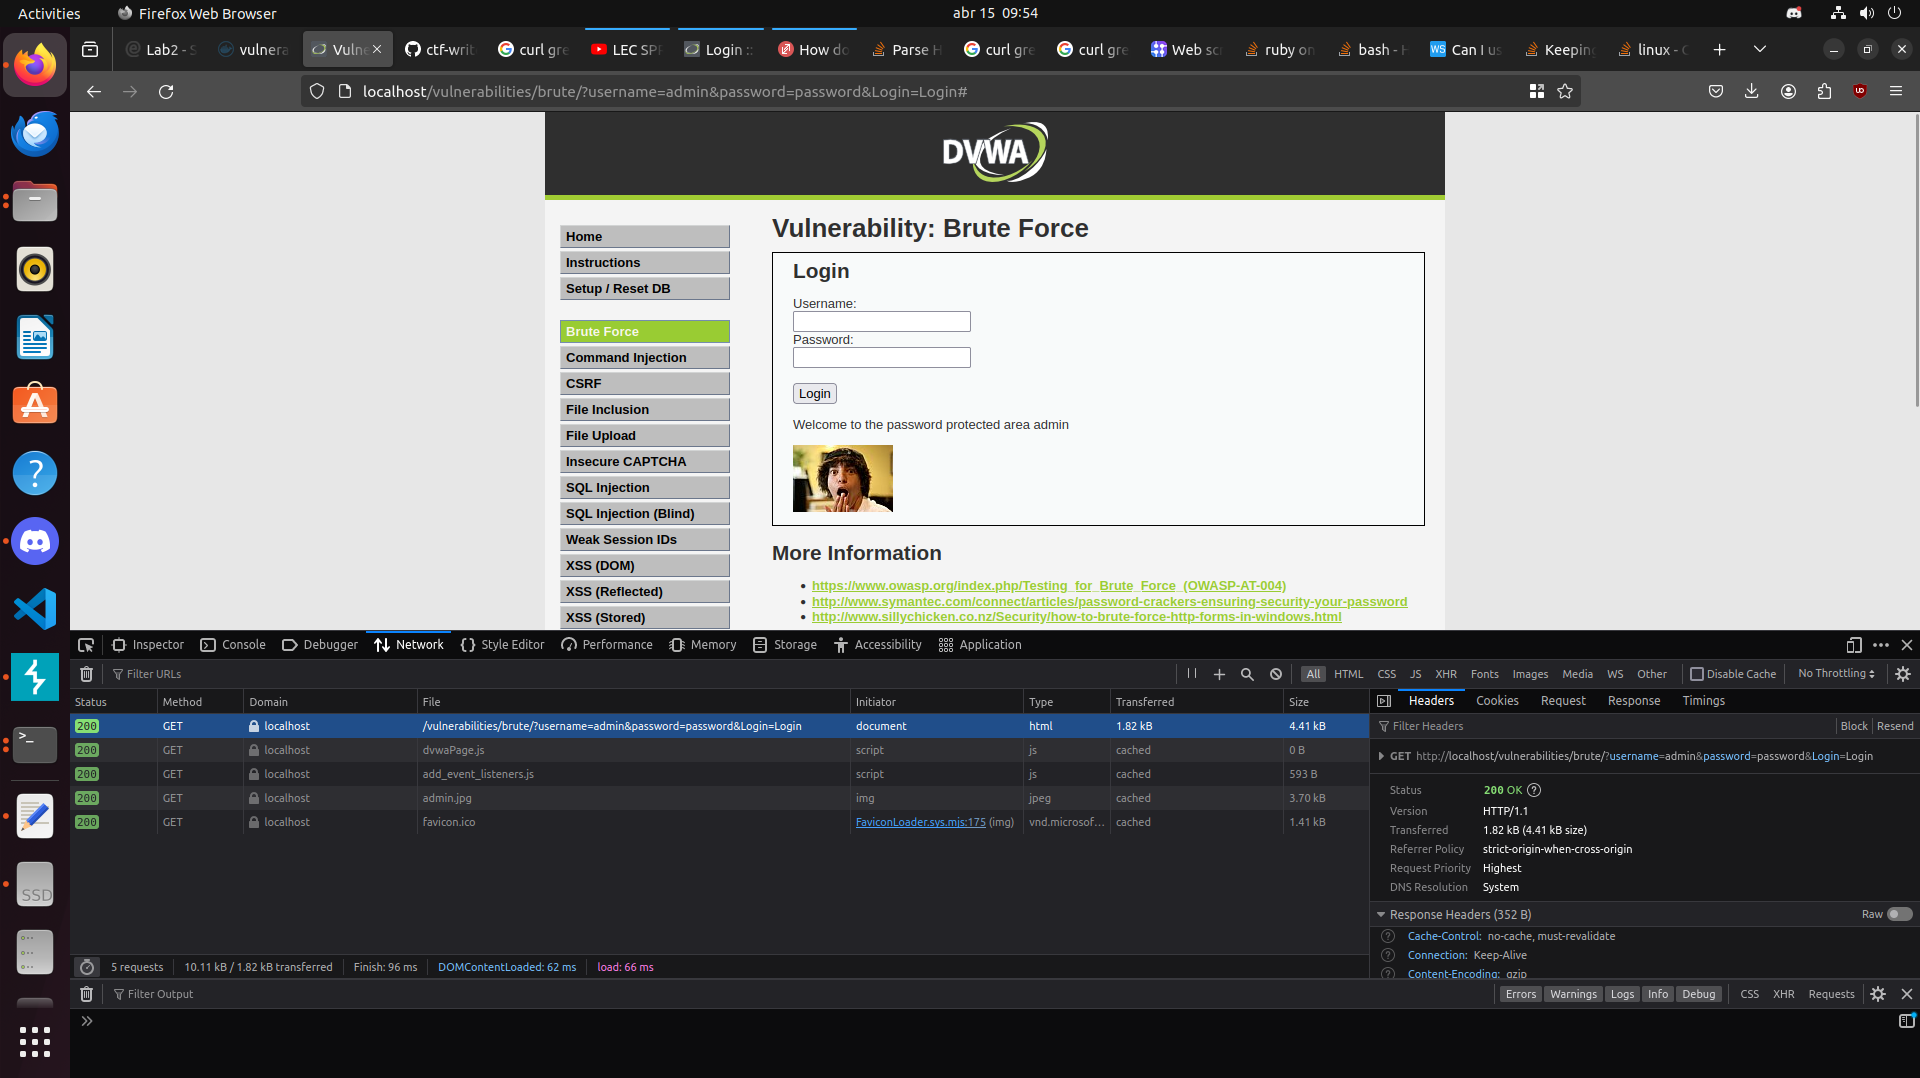 Activities
Firefox Web Browser
abr 15 09:54
Lab2 - S
vulnera
Vulne
ctf-writ
curl gre
LEC SPR
Login ::
How do
Parse H
curl gre
curl gre
Web scr
ruby on
bash - H
Can I us
Keeping
linux - C
localhost/vulnerabilities/brute/?username=admin&password=password&Login=Login#
DVWA
Home
Instructions
Setup / Reset DB
Brute Force
Command Injection
CSRF
File Inclusion
File Upload
Insecure CAPTCHA
SQL Injection
SQL Injection (Blind)
Weak Session IDs
XSS (DOM)
XSS (Reflected)
XSS (Stored)
Vulnerability: Brute Force
Login
Username:
Password:
Login
Welcome to the password protected area admin
More Information
https://www.owasp.org/index.php/Testing_for_Brute_Force_(OWASP-AT-004)
http://www.symantec.com/connect/articles/password-crackers-ensuring-security-your-password
http://www.sillychicken.co.nz/Security/how-to-brute-force-http-forms-in-windows.html
Inspector Console Debugger Network Style Editor Performance Memory Storage Accessibility Application
Filter URLs
All HTML CSS JS XHR Fonts Images Media WS Other Disable Cache No Throttling
Status Method Domain File Initiator Type Transferred Size
200 GET localhost /vulnerabilities/brute/?username=admin&password=password&Login=Login document html 1.82 kB 4.41 kB
200 GET localhost dvwaPage.js script js cached 0 B
200 GET localhost add_event_listeners.js script js cached 593 B
200 GET localhost admin.jpg img jpeg cached 3.70 kB
200 GET localhost favicon.ico FaviconLoader.sys.mjs:175 (img) vnd.microsof... cached 1.41 kB
Headers Cookies Request Response Timings
Filter Headers
Block Resend
GET http://localhost/vulnerabilities/brute/?username=admin&password=password&Login=Login
Status 200 OK
Version HTTP/1.1
Transferred 1.82 kB (4.41 kB size)
Referrer Policy strict-origin-when-cross-origin
Request Priority Highest
DNS Resolution System
Response Headers (352 B)
Raw
Cache-Control: no-cache, must-revalidate
Connection: Keep-Alive
Content-Encoding: gzip
5 requests 10.11 kB / 1.82 kB transferred Finish: 96 ms DOMContentLoaded: 62 ms load: 66 ms
Filter Output
Errors Warnings Logs Info Debug CSS XHR Requests
SSD